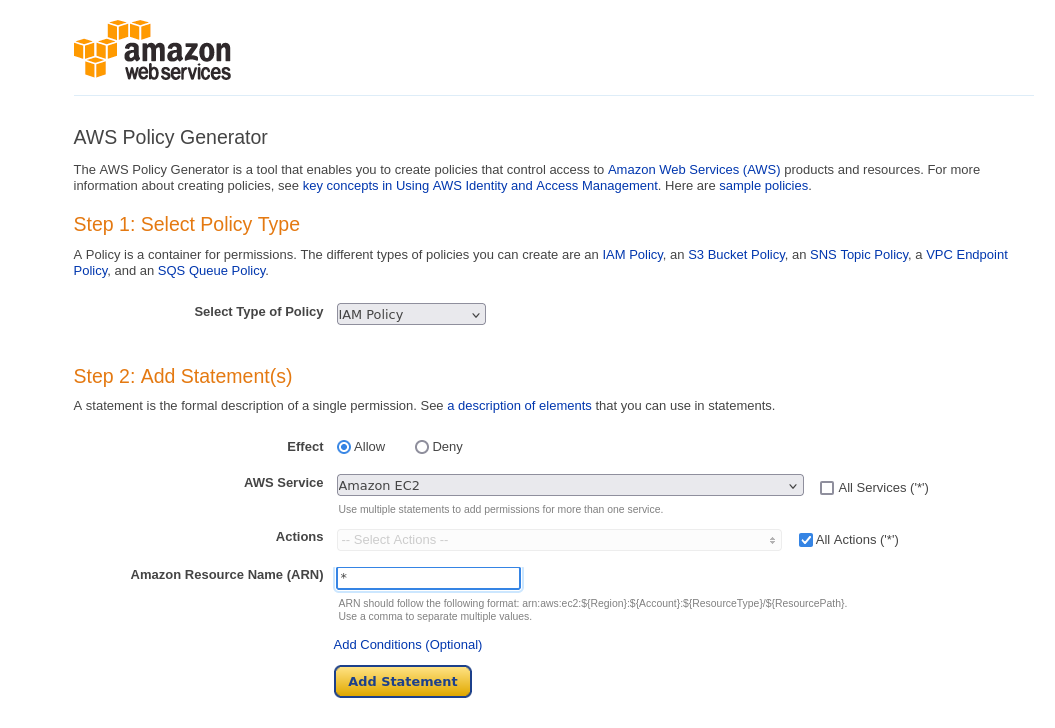 amazon
webservices
AWS Policy Generator
The AWS Policy Generator is a tool that enables you to create policies that control access to Amazon Web Services (AWS) products and resources. For more
information about creating policies, see key concepts in Using AWS Identity and Access Management. Here are sample policies.
Step 1: Select Policy Type
A Policy is a container for permissions. The different types of policies you can create are an IAM Policy, an S3 Bucket Policy, an SNS Topic Policy, a VPC Endpoint
Policy, and an SQS Queue Policy.
Select Type of Policy IAM Policy
Step 2: Add Statement(s)
A statement is the formal description of a single permission. See a description of elements that you can use in statements.
Effect Allow Deny
AWS Service Amazon EC2 All Services ('*')
Use multiple statements to add permissions for more than one service.
Actions -- Select Actions -- All Actions ('*')
Amazon Resource Name (ARN) *
ARN should follow the following format: arn:aws:ec2:${Region}:${Account}:${ResourceType}/${ResourcePath}.
Use a comma to separate multiple values.
Add Conditions (Optional)
Add Statement